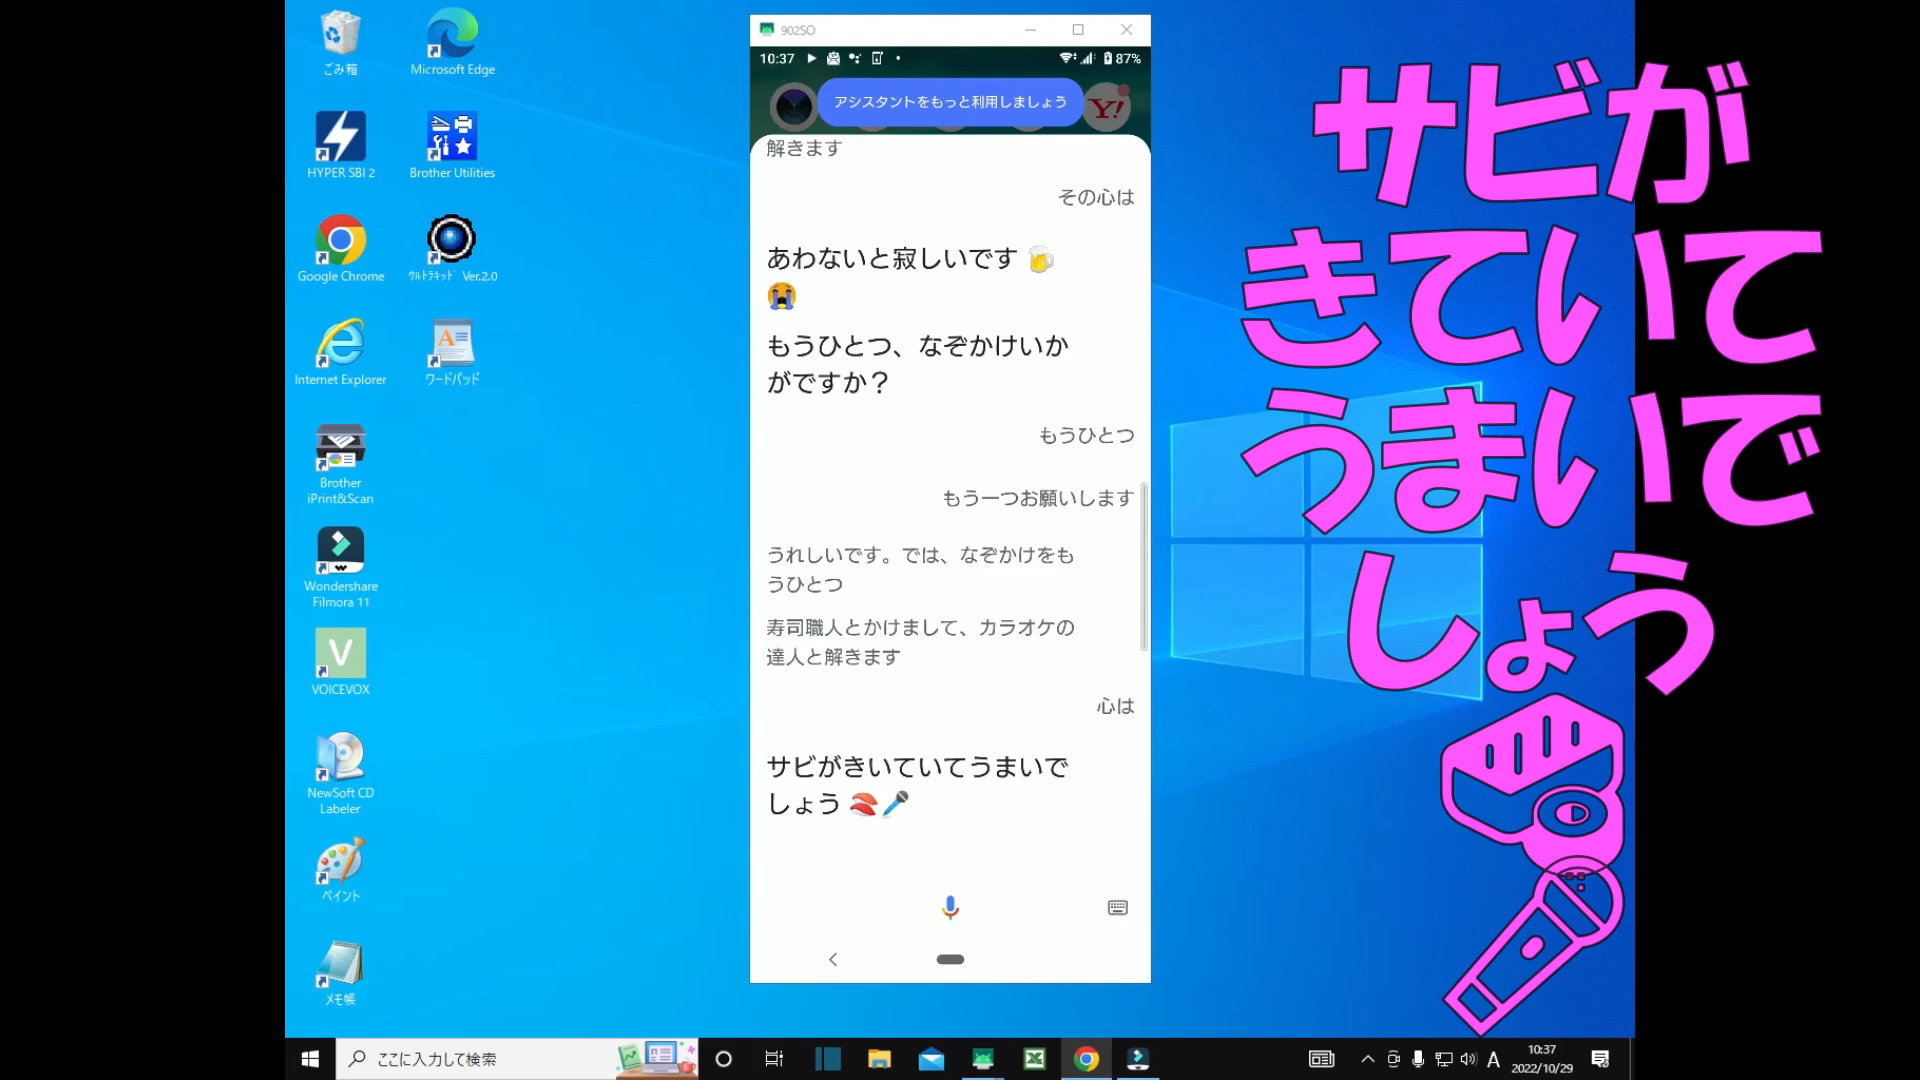 ごみ箱
Microsoft Edge
HYPER SBI 2
Brother Utilities
Google Chrome
ｳﾙﾄﾗｷｯﾄﾞ Ver.2.0
Internet Explorer
ワードパッド
Brother
iPrint&Scan
Wondershare
Filmora 11
V
VOICEVOX
NewSoft CD
Labeler
ペイント
メモ帳
902SO
10:37
87%
アシスタントをもっと利用しましょう
Y!
解きます
その心は
あわないと寂しいです 🍺
😭
もうひとつ、なぞかけいか
がですか？
もうひとつ
もう一つお願いします
うれしいです。では、なぞかけをも
うひとつ
寿司職人とかけまして、カラオケの
達人と解きます
心は
サビがきいていてうまいで
しょう 🍣🎤
サビが
きいて
うまいで
しょう
ここに入力して検索
A
10:37
2022/10/29